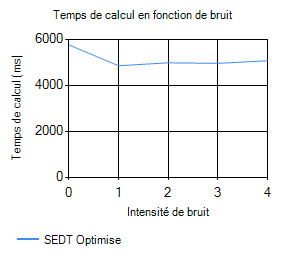 Temps de calcul en fonction de bruit
Temps de calcul [ms]
6000
4000
2000
0
0 1 2 3 4
Intensité de bruit
SEDT Optimise